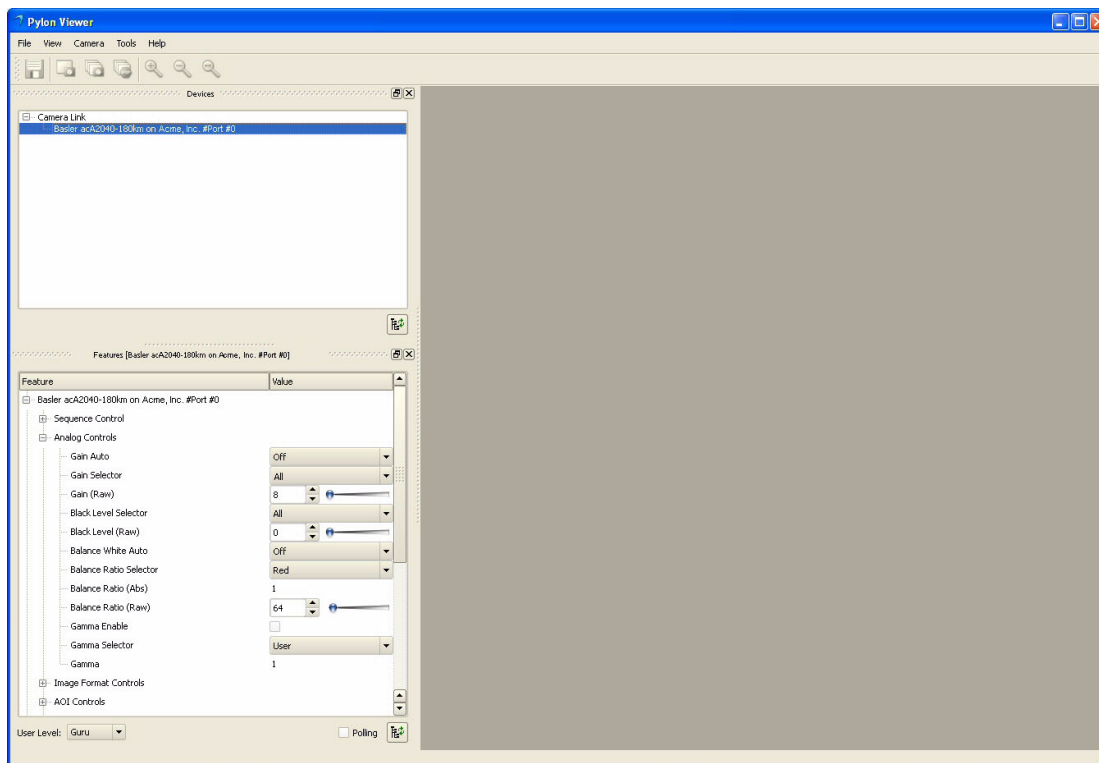 Pylon Viewer
File View Camera Tools Help
Devices
Camera Link
Basler acA2040-180km on Acme, Inc. #Port #0
Features [Basler acA2040-180km on Acme, Inc. #Port #0]
Feature Value
Basler acA2040-180km on Acme, Inc. #Port #0
Sequence Control
Analog Controls
Gain Auto Off
Gain Selector All
Gain (Raw) 8
Black Level Selector All
Black Level (Raw) 0
Balance White Auto Off
Balance Ratio Selector Red
Balance Ratio (Abs) 1
Balance Ratio (Raw) 64
Gamma Enable
Gamma Selector User
Gamma 1
Image Format Controls
AOI Controls
User Level: Guru Polling